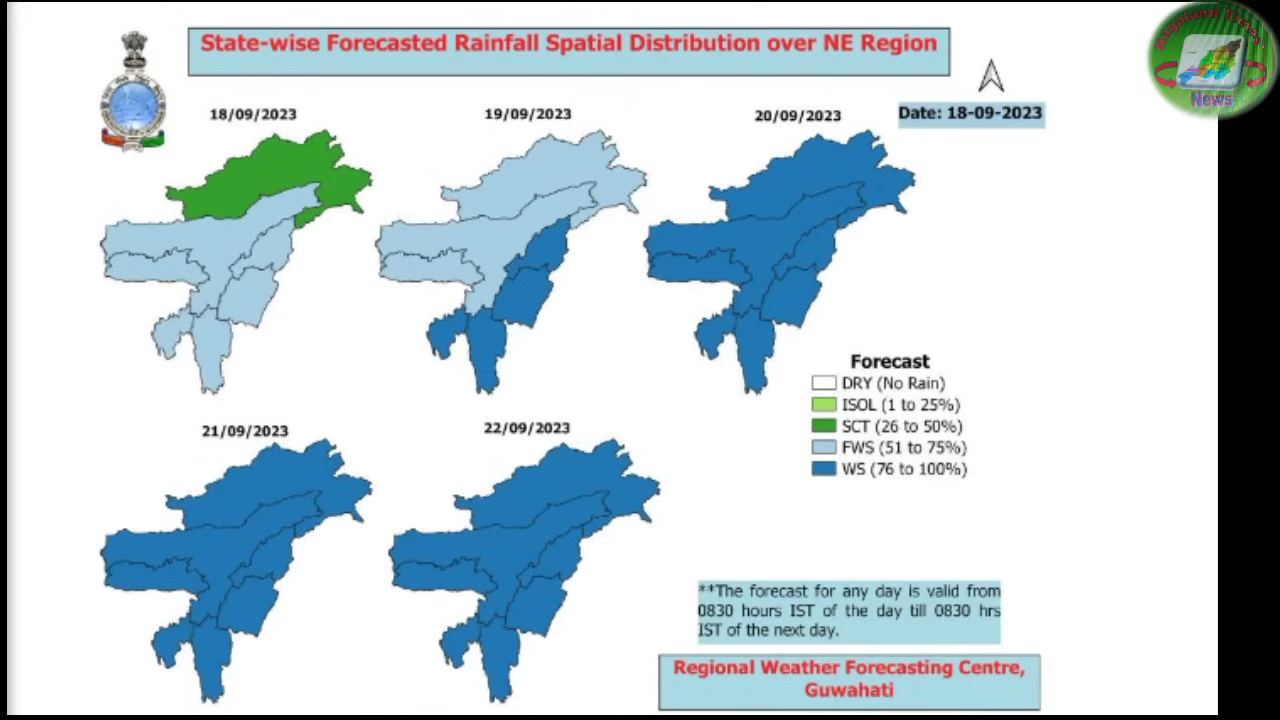 State-wise Forecasted Rainfall Spatial Distribution over NE Region
Nagaland Times
News
Date: 18-09-2023
18/09/2023
19/09/2023
20/09/2023
Forecast
DRY (No Rain)
ISOL (1 to 25%)
SCT (26 to 50%)
FWS (51 to 75%)
WS (76 to 100%)
21/09/2023
22/09/2023
**The forecast for any day is valid from
0830 hours IST of the day till 0830 hrs
IST of the next day.
Regional Weather Forecasting Centre,
Guwahati